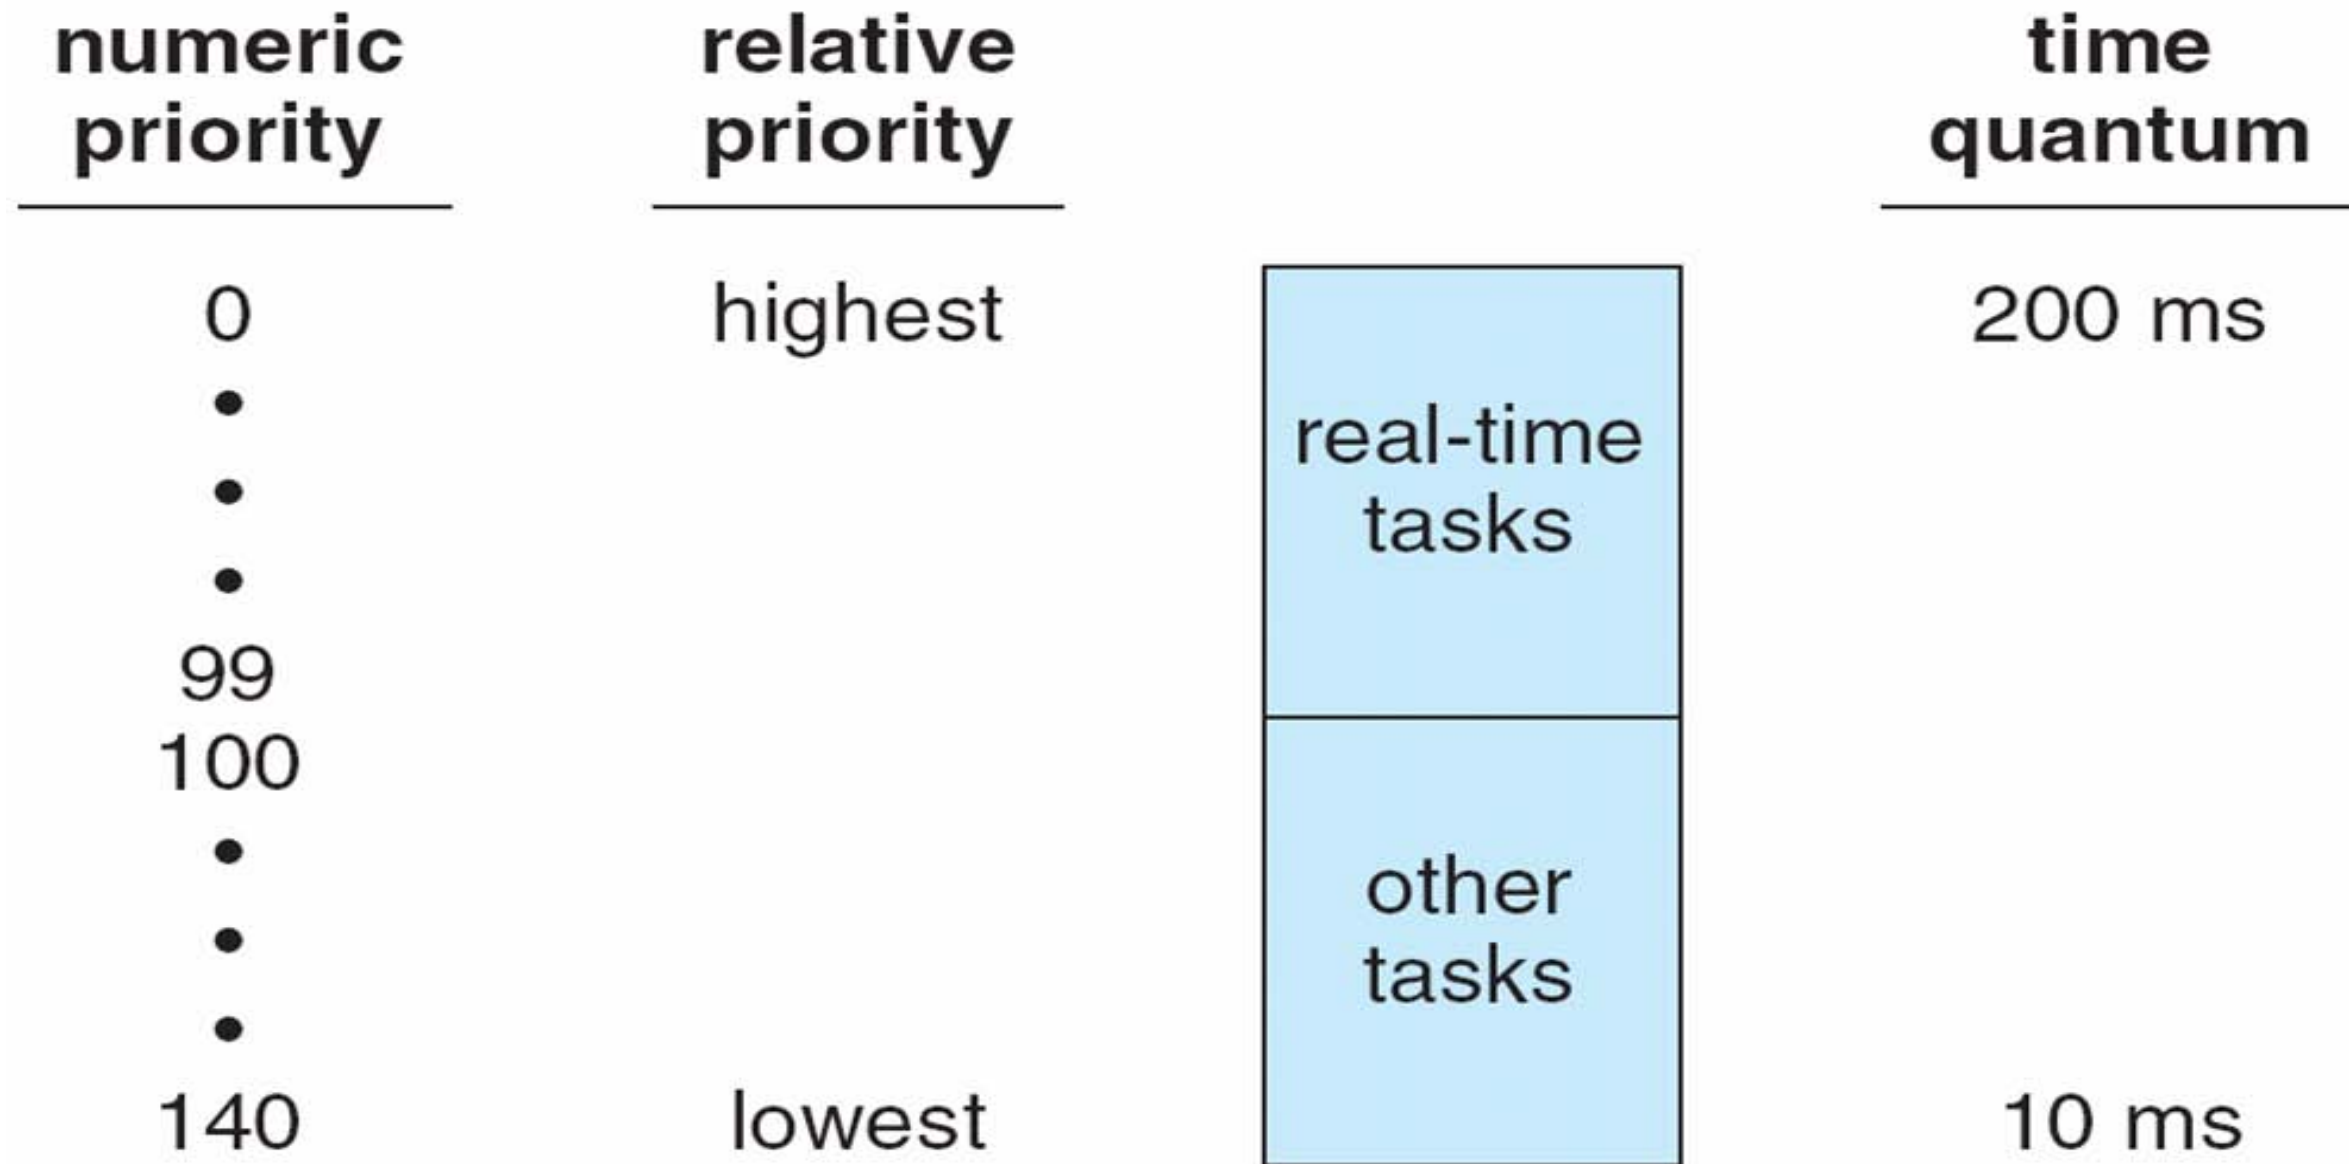 numeric priority
relative priority
time quantum
0 highest 200 ms
real-time
tasks
99
100
other
tasks
140 lowest 10 ms